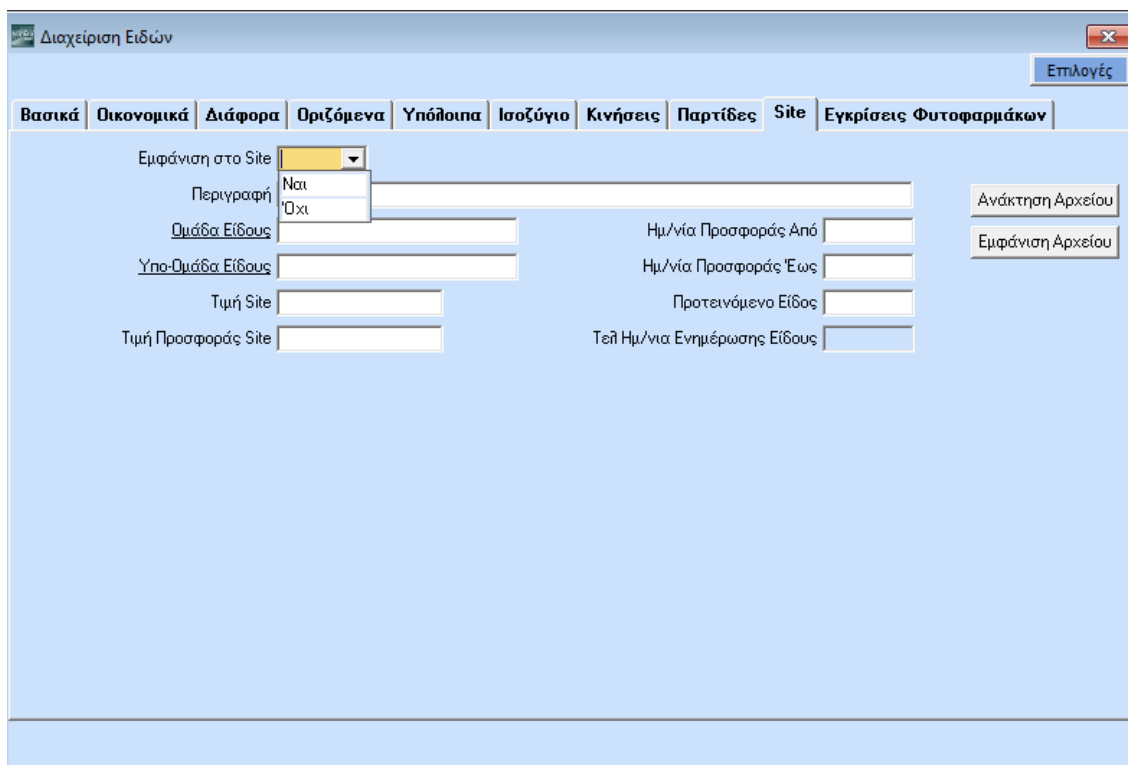 Διαχείριση Ειδών
Επιλογές
Βασικά Οικονομικά Διάφορα Οριζόμενα Υπόλοιπα Ισοζύγιο Κινήσεις Παρτίδες Site Εγκρίσεις Φυτοφαρμάκων
Εμφάνιση στο Site
Ναι
Περιγραφή
Ανάκτηση Αρχείου
Όχι
Ομάδα Είδους
Ημ/νία Προσφοράς Από
Εμφάνιση Αρχείου
Υπο-Ομάδα Είδους
Ημ/νία Προσφοράς Έως
Τιμή Site
Προτεινόμενο Είδος
Τιμή Προσφοράς Site
Τελ Ημ/νια Ενημέρωσης Είδους